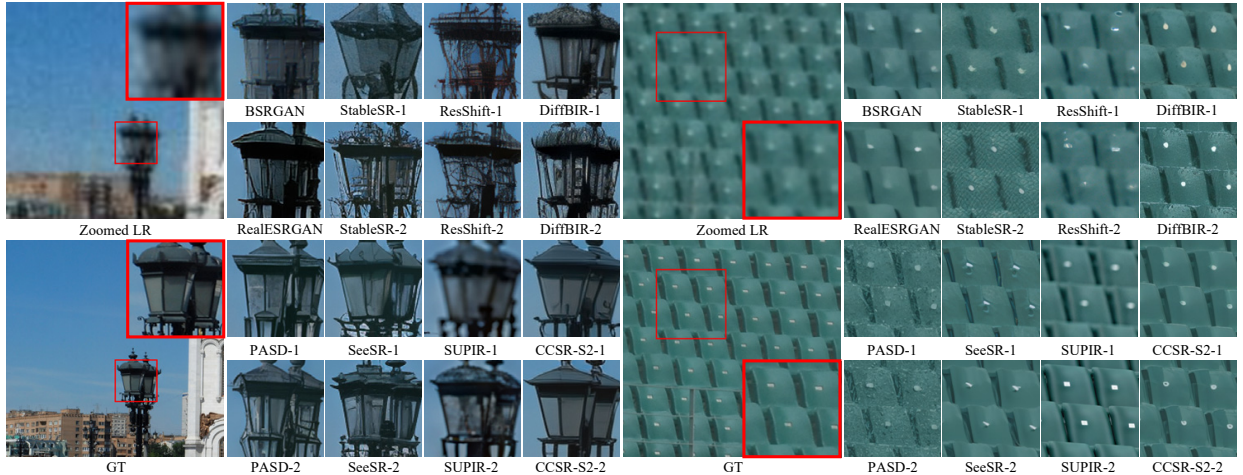 BSRGAN StableSR-1 ResShift-1 DiffBIR-1 BSRGAN StableSR-1 ResShift-1 DiffBIR-1
Zoomed LR RealESRGAN StableSR-2 ResShift-2 DiffBIR-2 Zoomed LR RealESRGAN StableSR-2 ResShift-2 DiffBIR-2
PASD-1 SeeSR-1 SUPIR-1 CCSR-S2-1 PASD-1 SeeSR-1 SUPIR-1 CCSR-S2-1
GT PASD-2 SeeSR-2 SUPIR-2 CCSR-S2-2 GT PASD-2 SeeSR-2 SUPIR-2 CCSR-S2-2